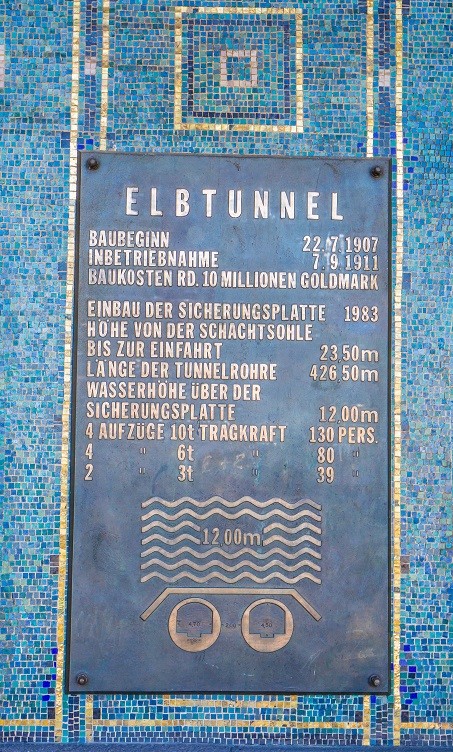 ELBTUNNEL
BAUBEGINN 22.7.1907
INBETRIEBNAHME 7.9.1911
BAUKOSTEN RD. 10 MILLIONEN GOLDMARK
EINBAU DER SICHERUNGSPLATTE 1983
HÖHE VON DER SCHACHTSOHLE
BIS ZUR EINFAHRT 23,50m
LÄNGE DER TUNNELROHRE 426,50m
WASSERHÖHE ÜBER DER
SICHERUNGSPLATTE 12,00m
4 AUFZÜGE 10t TRAGKRAFT 130 PERS.
4 " 6t " 80 "
2 " 3t " 39 "
12,00m